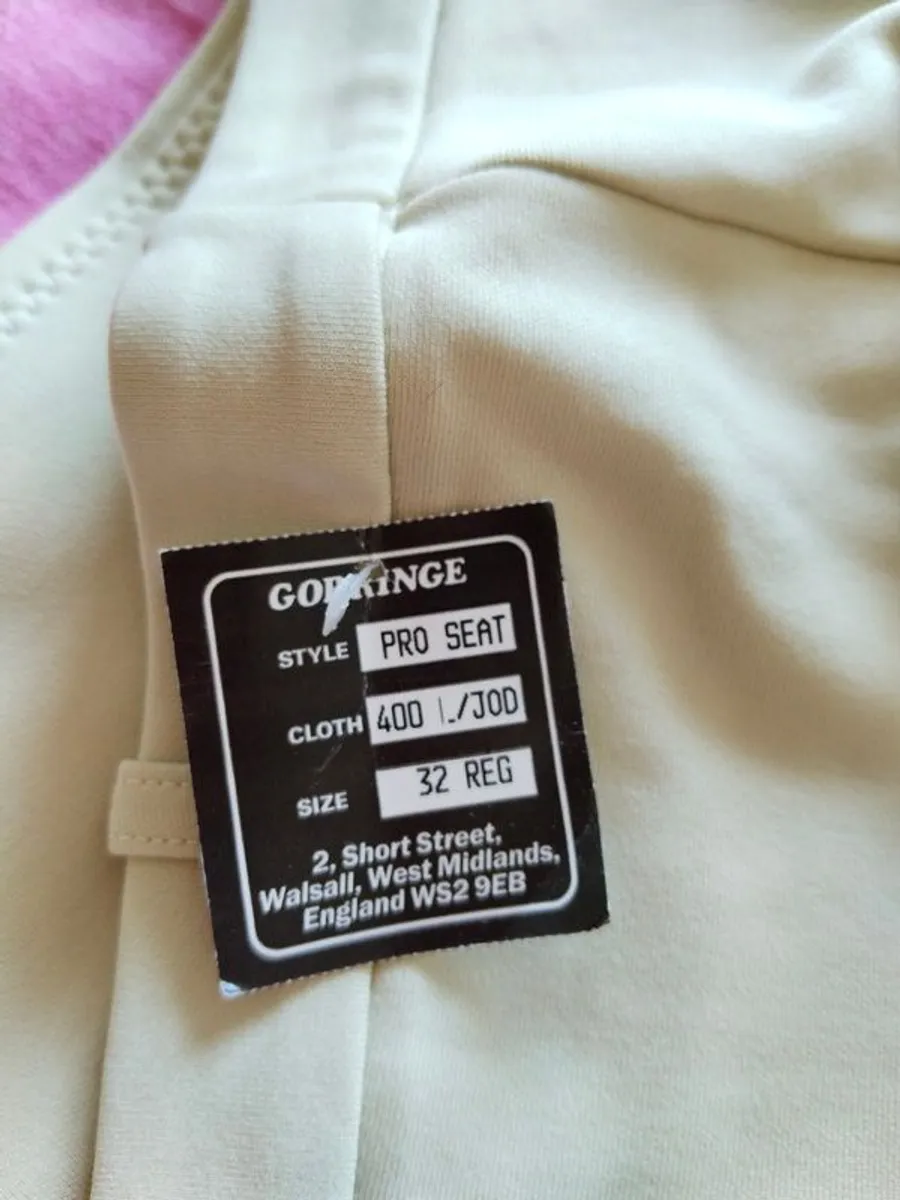 STYLE PRO SEAT
CLOTH 400 L/JOD
SIZE 32 REG
2, Short Street,
Walsall, West Midlands,
England WS2 9EB